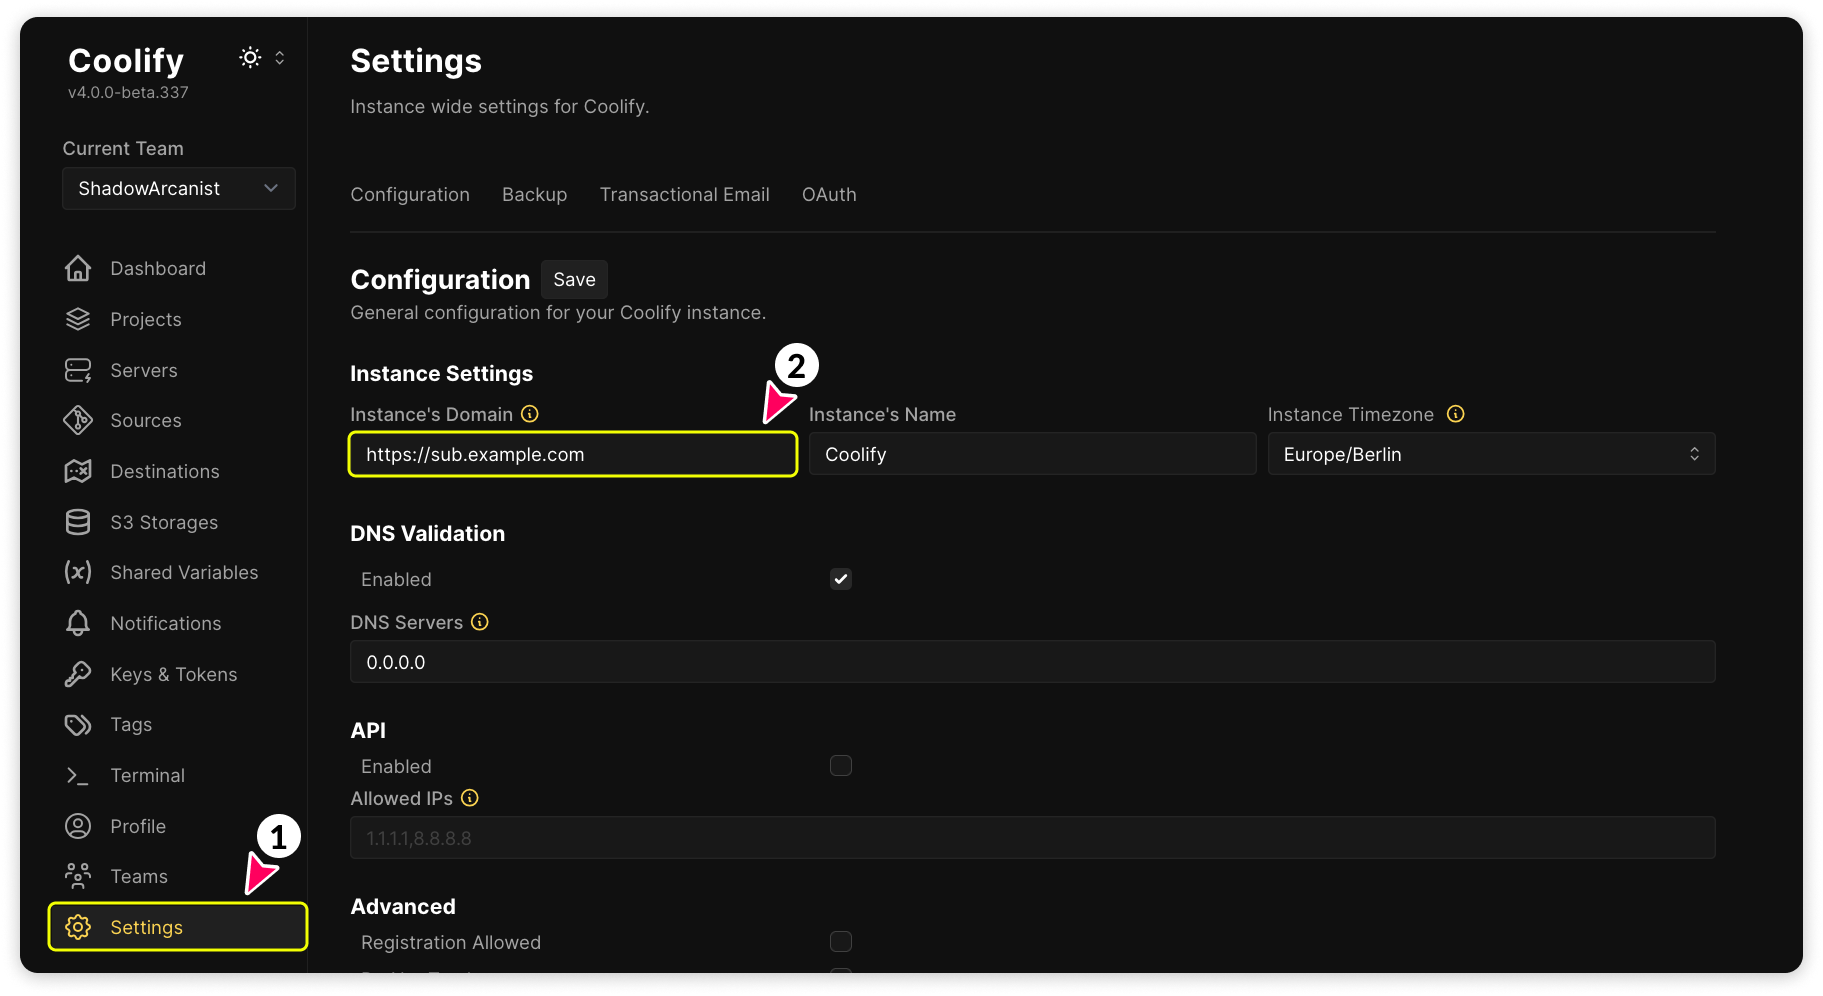 Coolify
v4.0.0-beta.337
Current Team
ShadowArcanist
Dashboard
Projects
Servers
Sources
Destinations
S3 Storages
Shared Variables
Notifications
Keys & Tokens
Tags
Terminal
Profile
1
Teams
Settings
Settings
Instance wide settings for Coolify.
Configuration Backup Transactional Email OAuth
Configuration Save
General configuration for your Coolify instance.
2
Instance Settings
Instance's Domain Instance's Name Instance Timezone
https://sub.example.com Coolify Europe/Berlin
DNS Validation
Enabled
DNS Servers
0.0.0.0
API
Enabled
Allowed IPs
1.1.1.1,8.8.8.8
Advanced
Registration Allowed